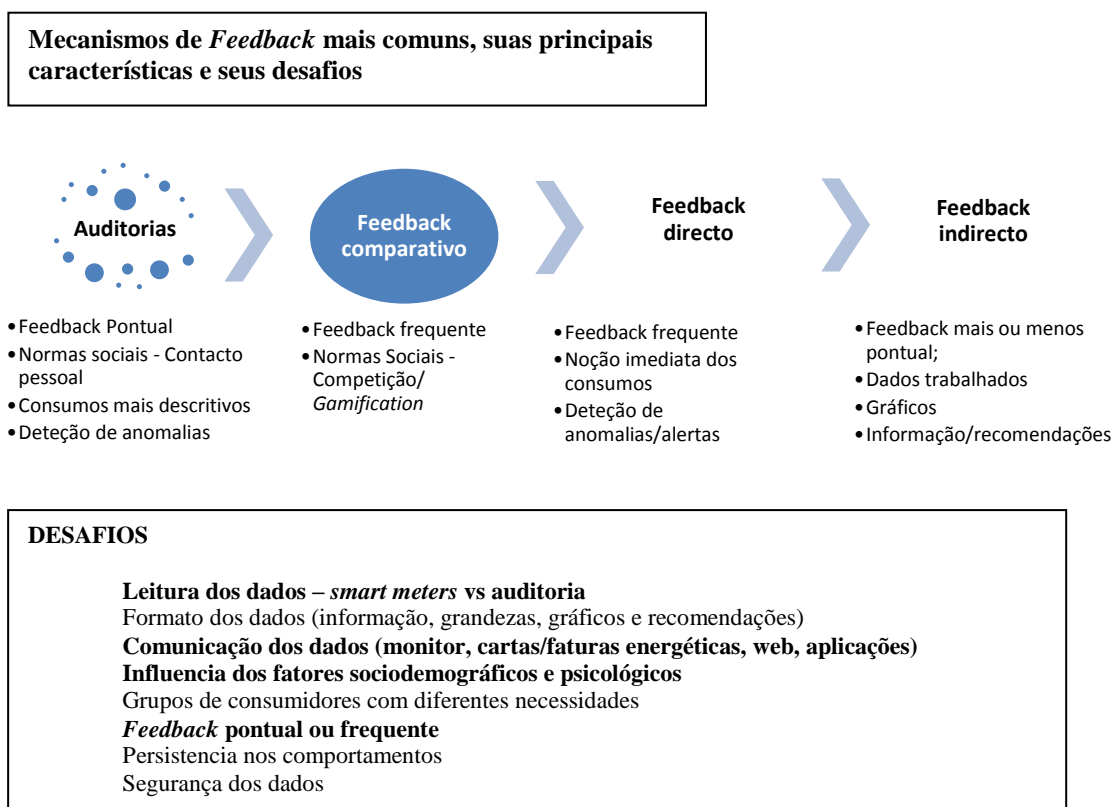 Mecanismos de Feedback mais comuns, suas principais
características e seus desafios
Auditorias
Feedback
comparativo
Feedback
directo
Feedback
indirecto
•Feedback Pontual
•Normas sociais - Contacto
pessoal
•Consumos mais descritivos
•Deteção de anomalias
•Feedback frequente
•Normas Sociais -
Competição/
Gamification
•Feedback frequente
•Noção imediata dos
consumos
•Deteção de
anomalias/alertas
•Feedback mais ou menos
pontual;
•Dados trabalhados
•Gráficos
•Informação/recomendações
DESAFIOS
Leitura dos dados – smart meters vs auditoria
Formato dos dados (informação, grandezas, gráficos e recomendações)
Comunicação dos dados (monitor, cartas/faturas energéticas, web, aplicações)
Influencia dos fatores sociodemográficos e psicológicos
Grupos de consumidores com diferentes necessidades
Feedback pontual ou frequente
Persistencia nos comportamentos
Segurança dos dados